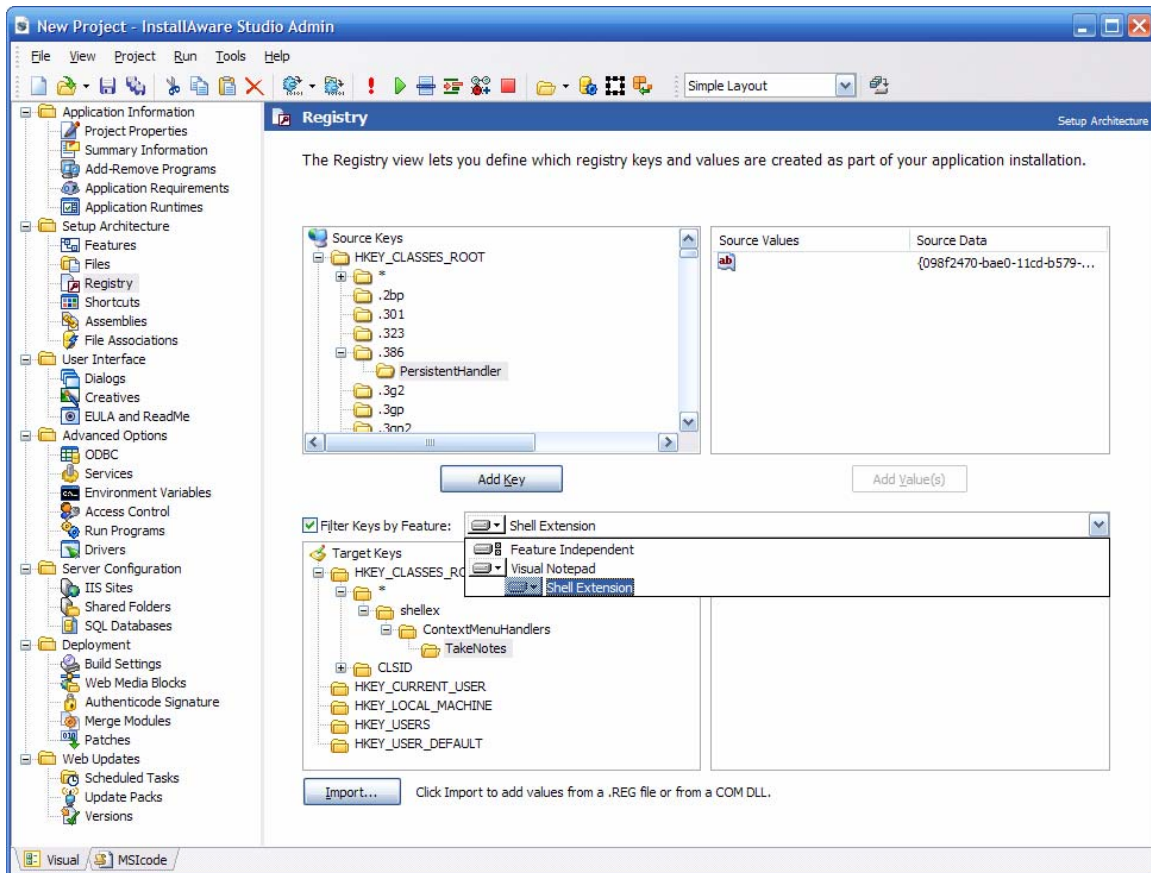 New Project - InstallAware Studio Admin
File View Project Run Tools Help
Simple Layout
Application Information
Project Properties
Summary Information
Add-Remove Programs
Application Requirements
Application Runtimes
Setup Architecture
Features
Files
Registry
Shortcuts
Assemblies
File Associations
User Interface
Dialogs
Creatives
EULA and ReadMe
Advanced Options
ODBC
Services
Environment Variables
Access Control
Run Programs
Drivers
Server Configuration
IIS Sites
Shared Folders
SQL Databases
Deployment
Build Settings
Web Media Blocks
Authenticode Signature
Merge Modules
Patches
Web Updates
Scheduled Tasks
Update Packs
Versions
Registry
Setup Architecture
The Registry view lets you define which registry keys and values are created as part of your application installation.
Source Keys
HKEY_CLASSES_ROOT
*
.2bp
.301
.323
.386
PersistentHandler
.3g2
.3gp
.3gp2
Source Values Source Data
ab {098f2470-bae0-11cd-b579-...
Add Key
Add Value(s)
Filter Keys by Feature: Shell Extension
Feature Independent
Visual Notepad
Shell Extension
Target Keys
HKEY_CLASSES_RO
*
shellex
ContextMenuHandlers
TakeNotes
CLSID
HKEY_CURRENT_USER
HKEY_LOCAL_MACHINE
HKEY_USERS
HKEY_USER_DEFAULT
Import... Click Import to add values from a .REG file or from a COM DLL.
Visual MSIcode